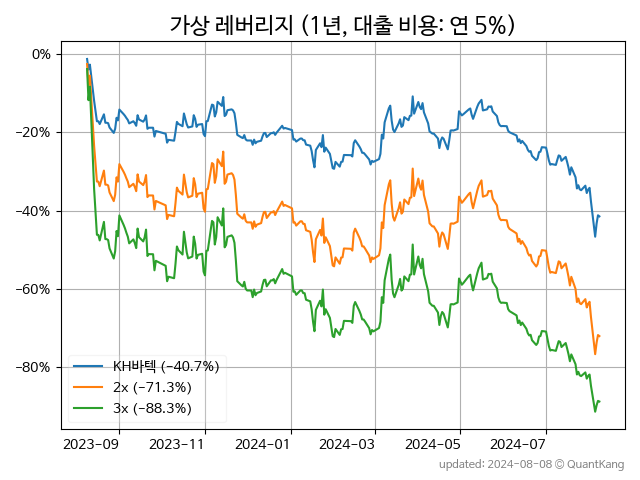 가상 레버리지 (1년, 대출 비용: 연 5%)
0%
−20%
−40%
−60%
−80%
KH바텍 (−40.7%)
2x (−71.3%)
3x (−88.3%)
2023-09 2023-11 2024-01 2024-03 2024-05 2024-07
updated: 2024-08-08 © QuantKang